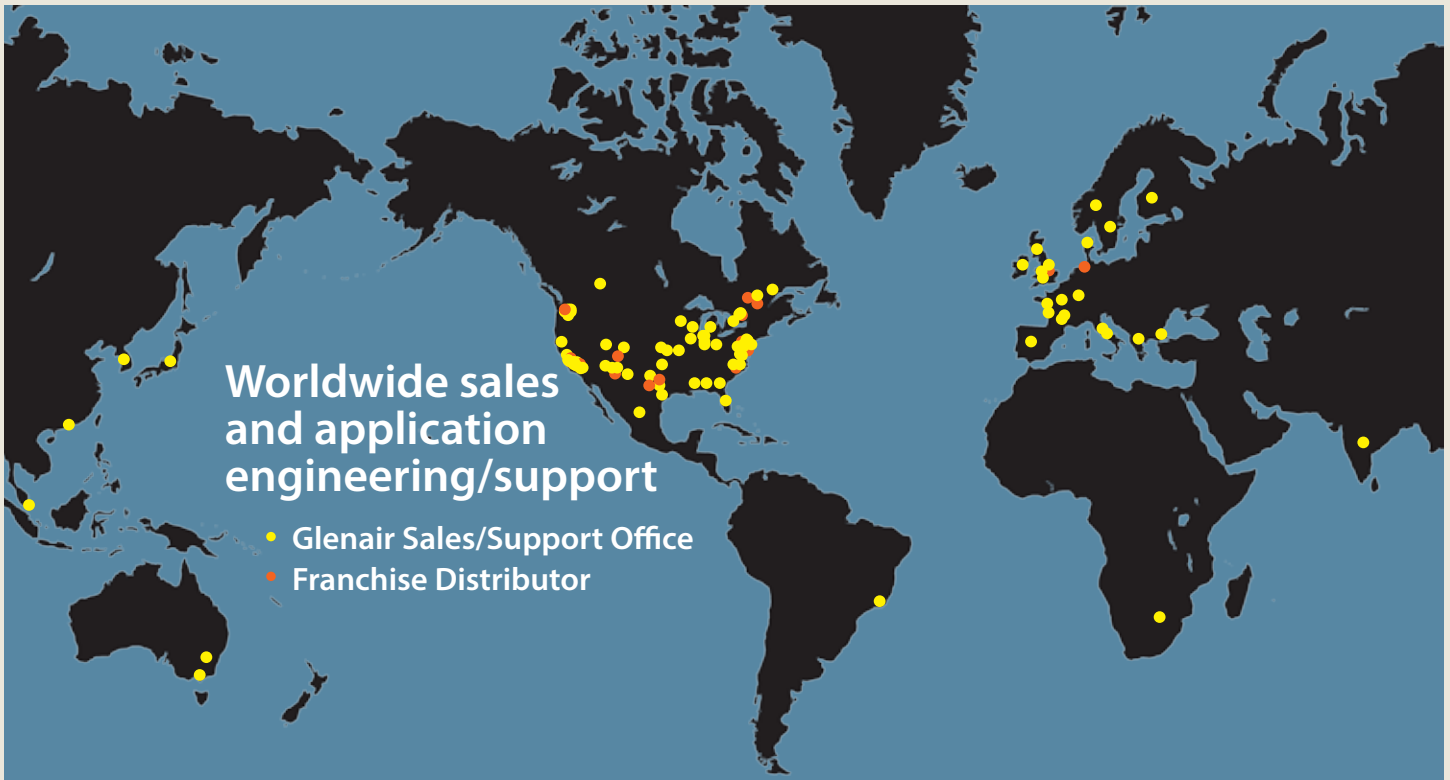 Worldwide sales
and application
engineering/support
Glenair Sales/Support Office
Franchise Distributor